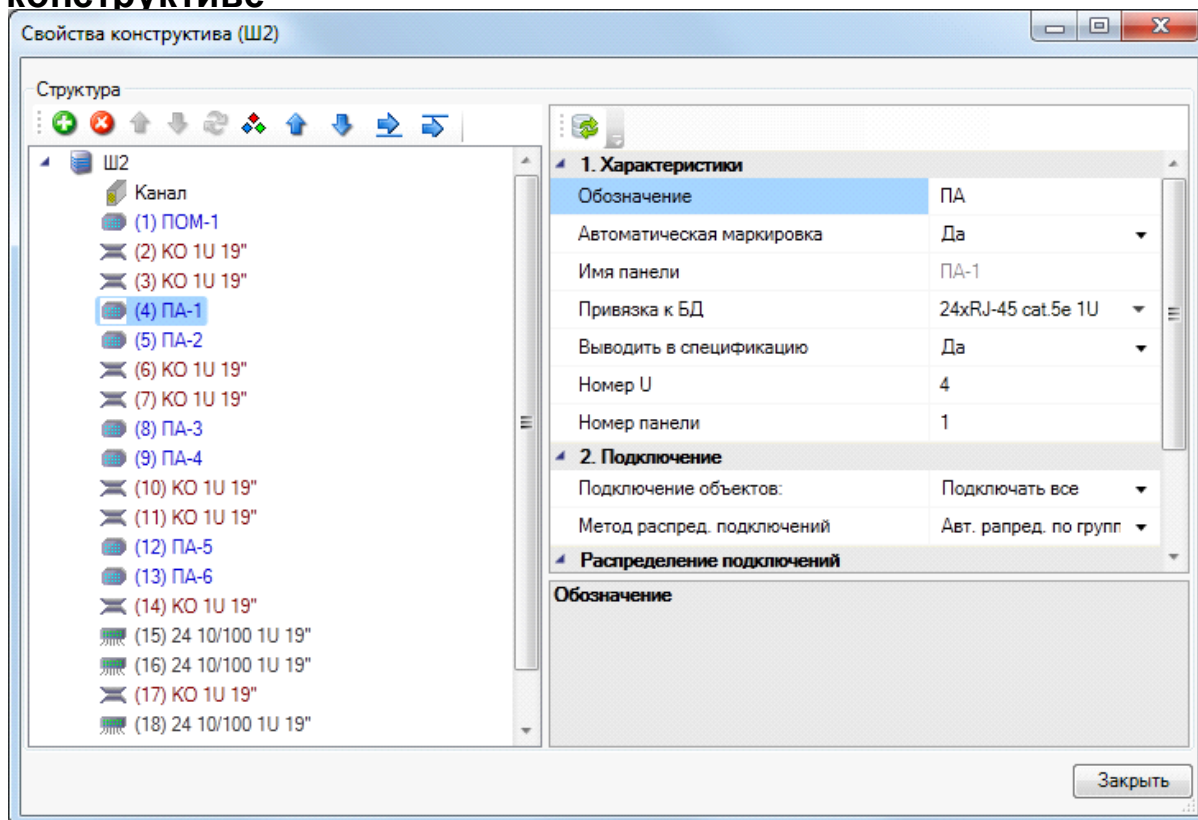 конструктиве
Свойства конструктива (Ш2)
Структура
Ш2
Канал
(1) ПОМ-1
(2) КО 1U 19"
(3) КО 1U 19"
(4) ПА-1
(5) ПА-2
(6) КО 1U 19"
(7) КО 1U 19"
(8) ПА-3
(9) ПА-4
(10) КО 1U 19"
(11) КО 1U 19"
(12) ПА-5
(13) ПА-6
(14) КО 1U 19"
(15) 24 10/100 1U 19"
(16) 24 10/100 1U 19"
(17) КО 1U 19"
(18) 24 10/100 1U 19"
1. Характеристики
Обозначение ПА
Автоматическая маркировка Да
Имя панели ПА-1
Привязка к БД 24xRJ-45 cat.5e 1U
Выводить в спецификацию Да
Номер U 4
Номер панели 1
2. Подключение
Подключение объектов: Подключать все
Метод распред. подключений Авт. рапред. по групп
Распределение подключений
Обозначение
Закрыть